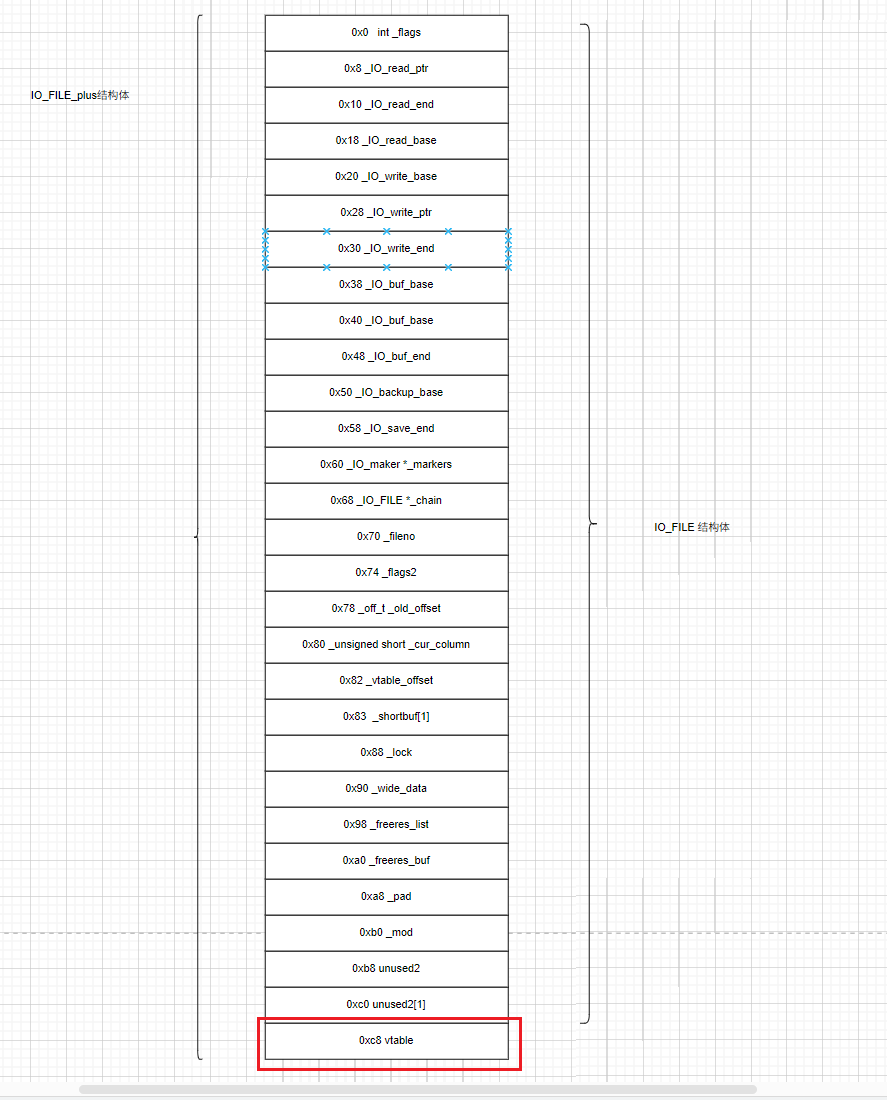 0x0 int _flags
0x8 _IO_read_ptr
IO_FILE_plus结构体
0x10 _IO_read_end
0x18 _IO_read_base
0x20 _IO_write_base
0x28 _IO_write_ptr
0x30 _IO_write_end
0x38 _IO_buf_base
0x40 _IO_buf_base
0x48 _IO_buf_end
0x50 _IO_backup_base
0x58 _IO_save_end
0x60 _IO_maker *_markers
0x68 _IO_FILE *_chain
IO_FILE 结构体
0x70 _fileno
0x74 _flags2
0x78 _off_t _old_offset
0x80 _unsigned short _cur_column
0x82 _vtable_offset
0x83 _shortbuf[1]
0x88 _lock
0x90 _wide_data
0x98 _freeres_list
0xa0 _freeres_buf
0xa8 _pad
0xb0 _mod
0xb8 unused2
0xc0 unused2[1]
0xc8 vtable